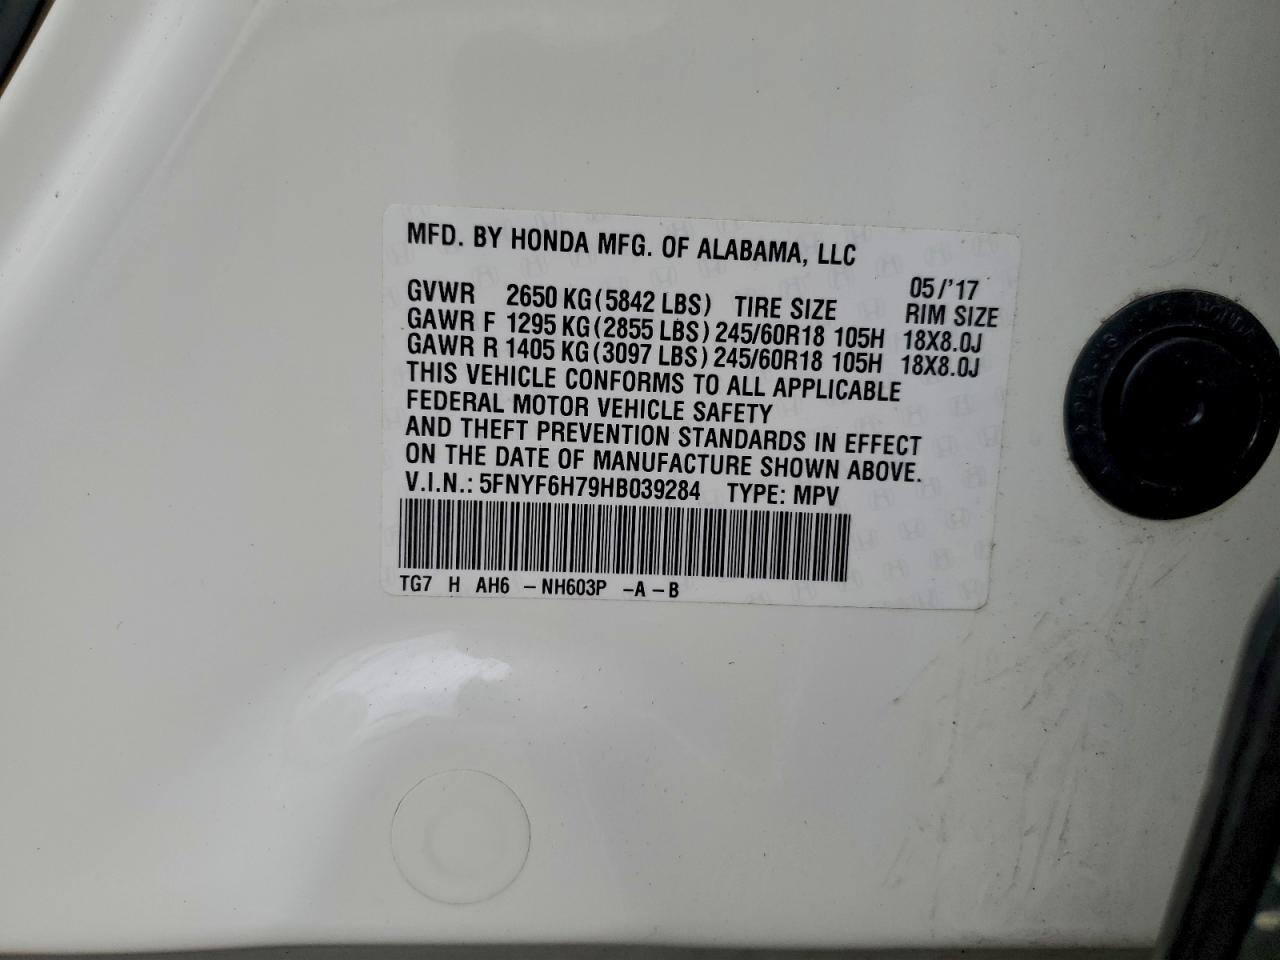 MFD. BY HONDA MFG. OF ALABAMA, LLC
05/'17
GVWR 2650 KG (5842 LBS) TIRE SIZE RIM SIZE
GAWR F 1295 KG (2855 LBS) 245/60R18 105H 18X8.0J
GAWR R 1405 KG (3097 LBS) 245/60R18 105H 18X8.0J
THIS VEHICLE CONFORMS TO ALL APPLICABLE
FEDERAL MOTOR VEHICLE SAFETY
AND THEFT PREVENTION STANDARDS IN EFFECT
ON THE DATE OF MANUFACTURE SHOWN ABOVE.
V.I.N.: 5FNYF6H79HB039284 TYPE: MPV
TG7 H AH6 -NH603P -A-B
HONDA